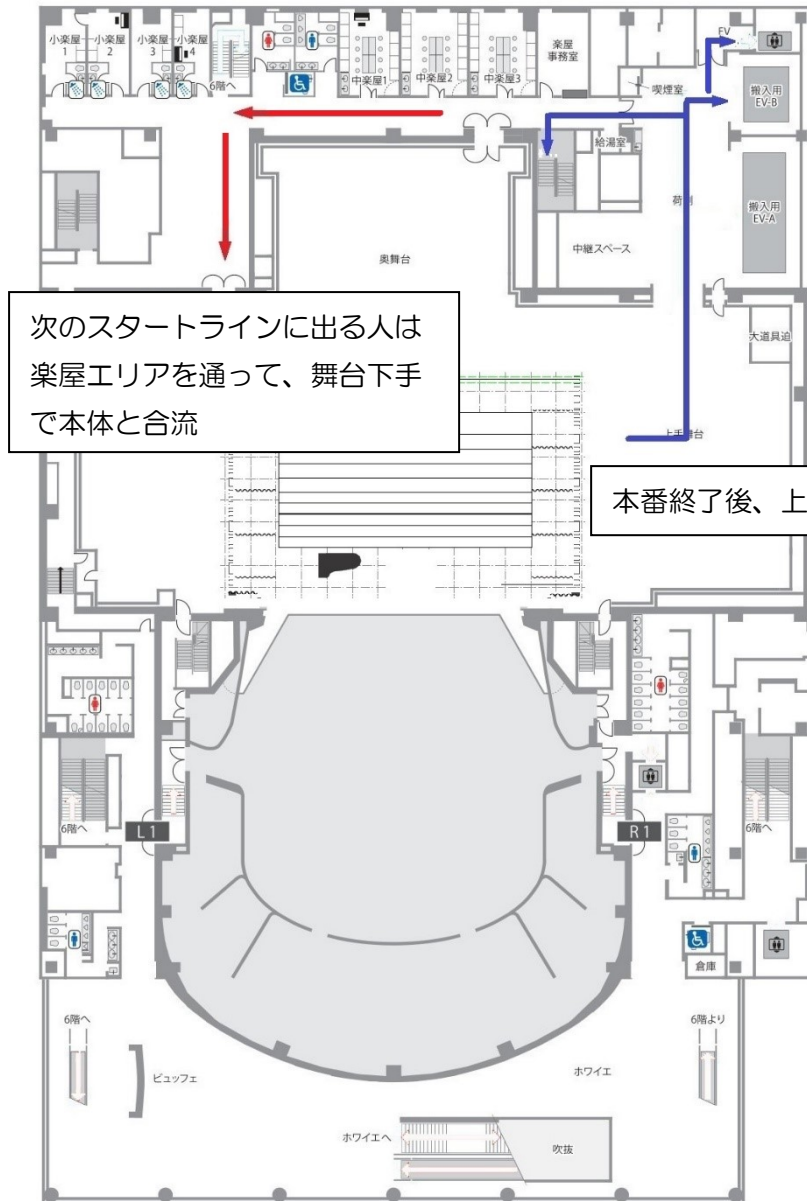 小楽屋
1
小楽屋
2
小楽屋
3
小楽屋
4
6階へ
中楽屋1
中楽屋2
中楽屋3
楽屋
事務室
EV
喫煙室
搬入用
EV-B
給湯室
搬入用
EV-A
中継スペース
奥舞台
大道具迫
次のスタートラインに出る人は
楽屋エリアを通って、舞台下手
で本体と合流
上手舞台
本番終了後、上
6階へ
L1
R1
6階へ
倉庫
6階へ
6階より
ビュッフェ
ホワイエ
ホワイエへ
吹抜